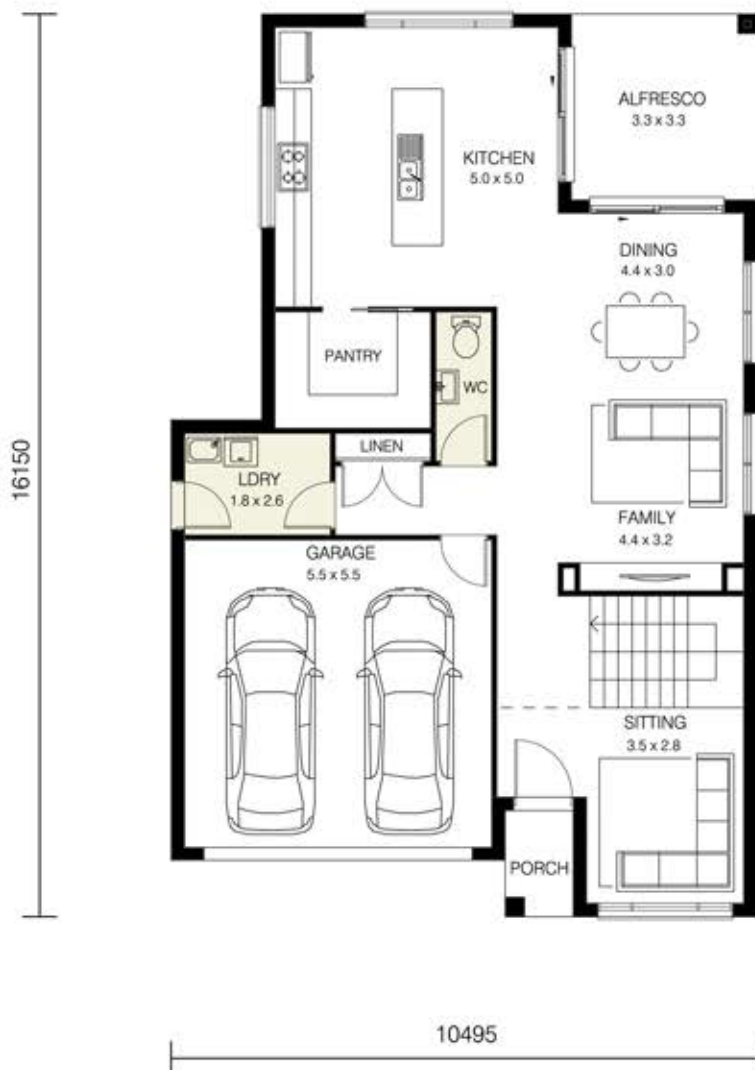 ALFRESCO
3.3 x 3.3
KITCHEN
5.0 x 5.0
DINING
4.4 x 3.0
PANTRY
WC
LINEN
LDRY
1.8 x 2.6
16150
FAMILY
4.4 x 3.2
GARAGE
5.5 x 5.5
SITTING
3.5 x 2.8
PORCH
10495